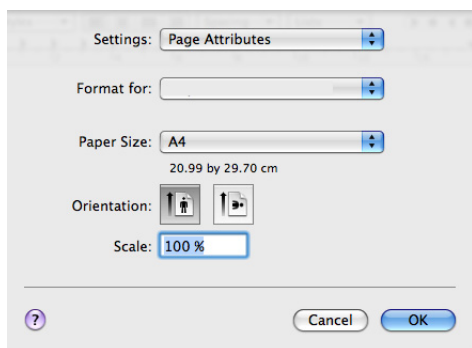 Settings: Page Attributes
Format for:
Paper Size: A4
20.99 by 29.70 cm
Orientation:
Scale: 100 %
? Cancel OK